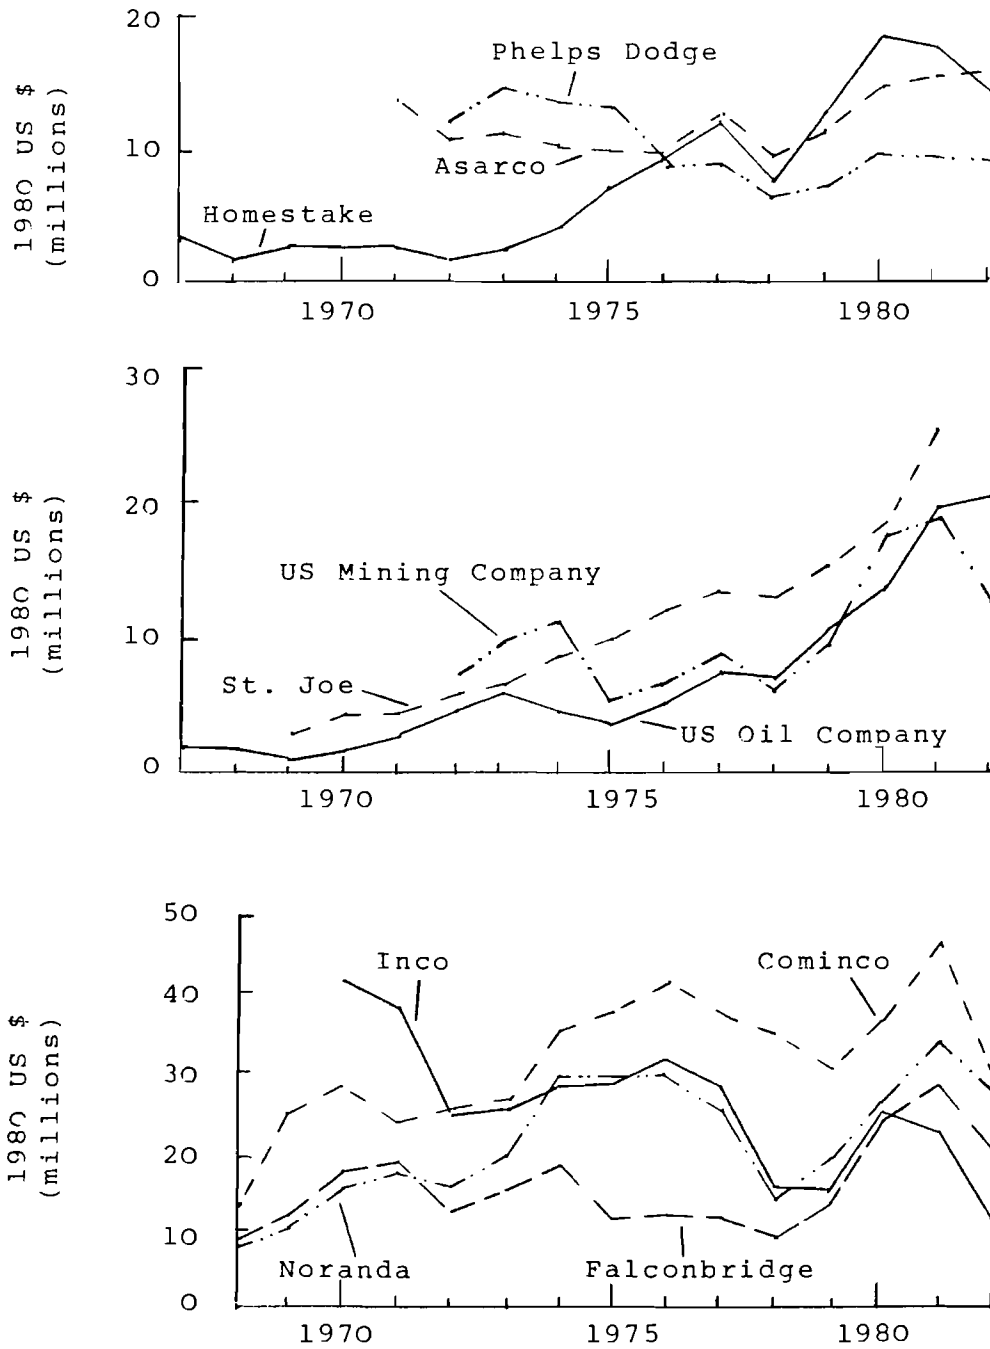 20
Phelps Dodge
10
Asarco
Homestake
0
1970 1975 1980
1980 US $
(millions)
30
20
US Mining Company
10
St. Joe
US Oil Company
0
1970 1975 1980
1980 US $
(millions)
50
Inco
Cominco
40
30
20
10
Noranda
Falconbridge
0
1970 1975 1980
1980 US $
(millions)